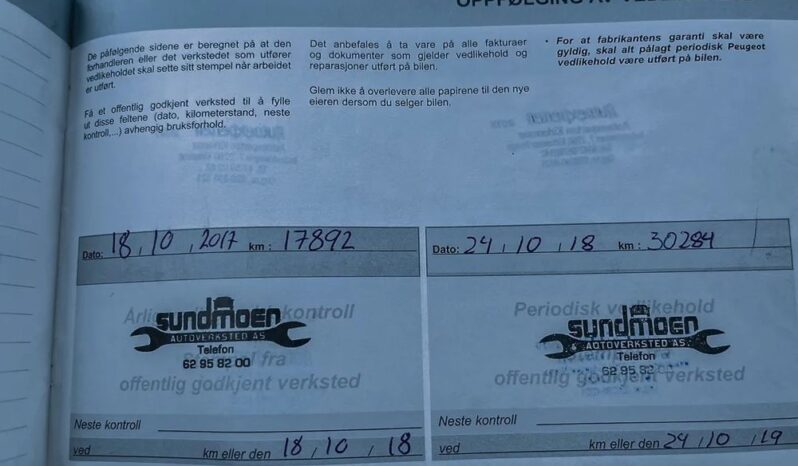 De påfølgende sidene er beregnet på at den
forhandleren eller det verkstedet som utfører
vedlikeholdet skal sette sitt stempel når arbeidet
er utført.
Få et offentlig godkjent verksted til å fylle
ut disse feltene (dato, kilometerstand, neste
kontroll,...) avhengig bruksforhold.
Det anbefales å ta vare på alle fakturaer
og dokumenter som gjelder vedlikehold og
reparasjoner utført på bilen.
Glem ikke å overlevere alle papirene til den nye
eieren dersom du selger bilen.
• For at fabrikantens garanti skal være
gyldig, skal alt pålagt periodisk Peugeot
vedlikehold være utført på bilen.
Dato: 18, 10, 2017 km : 17892
kontroll
SUNDMOEN
AUTOVERKSTED AS
Telefon
62 95 82 00
fra
offentlig godkjent verksted
Neste kontroll
ved km eller den 18, 10, 18
Dato: 24, 10, 18 km : 30284
Periodisk vedlikehold
SUNDMOEN
AUTOVERKSTED AS
Telefon
62 95 82 00
offentlig godkjent verksted
Neste kontroll
ved km eller den 24, 10, 19